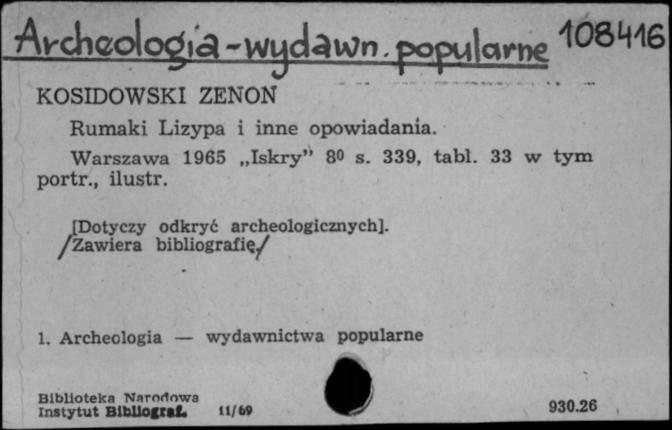 Archeologia - wydawn. popularne 108416
KOSIDOWSKI ZENON
Rumaki Lizypa i inne opowiadania.
Warszawa 1965 „Iskry” 8⁰ s. 339, tabl. 33 w tym
portr., ilustr.
[Dotyczy odkryć archeologicznych].
/Zawiera bibliografię/
1. Archeologia — wydawnictwa popularne
Biblioteka Narodowa
Instytut Bibliograf. 11/69 930.26